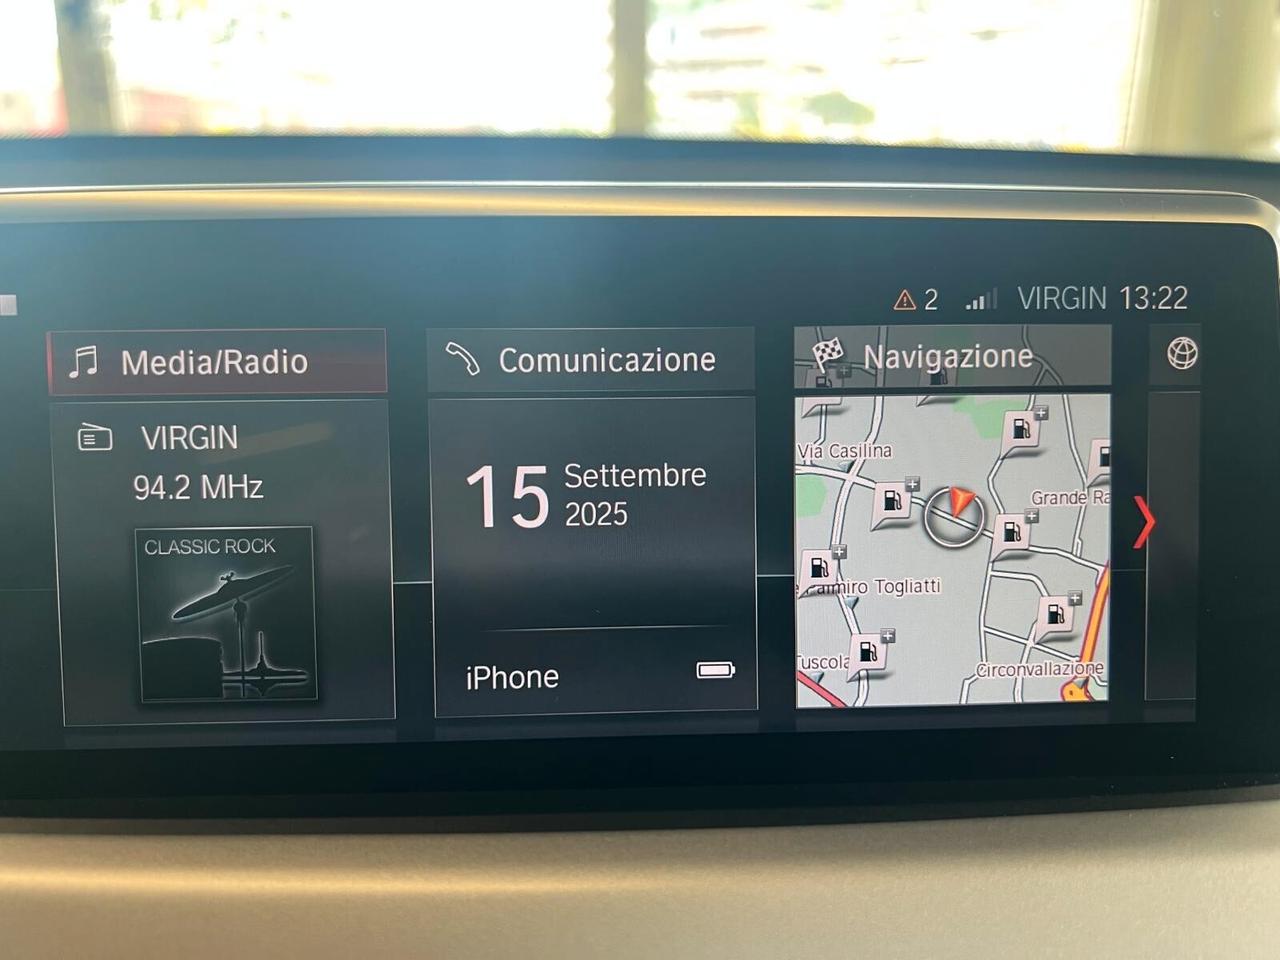 2 VIRGIN 13:22
Media/Radio
VIRGIN
94.2 MHz
CLASSIC ROCK
Comunicazione
15
Settembre
2025
iPhone
Navigazione
Via Casilina
Grande Ra
Palmiro Togliatti
Tuscola
Circonvallazione